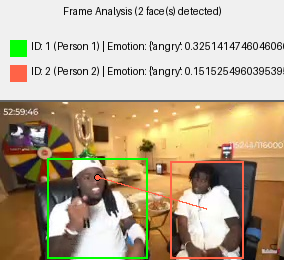 Frame Analysis (2 face(s) detected)
ID: 1 (Person 1) | Emotion: {'angry': 0.3251414746046060
ID: 2 (Person 2) | Emotion: {'angry': 0.151525496039539
52:59:46